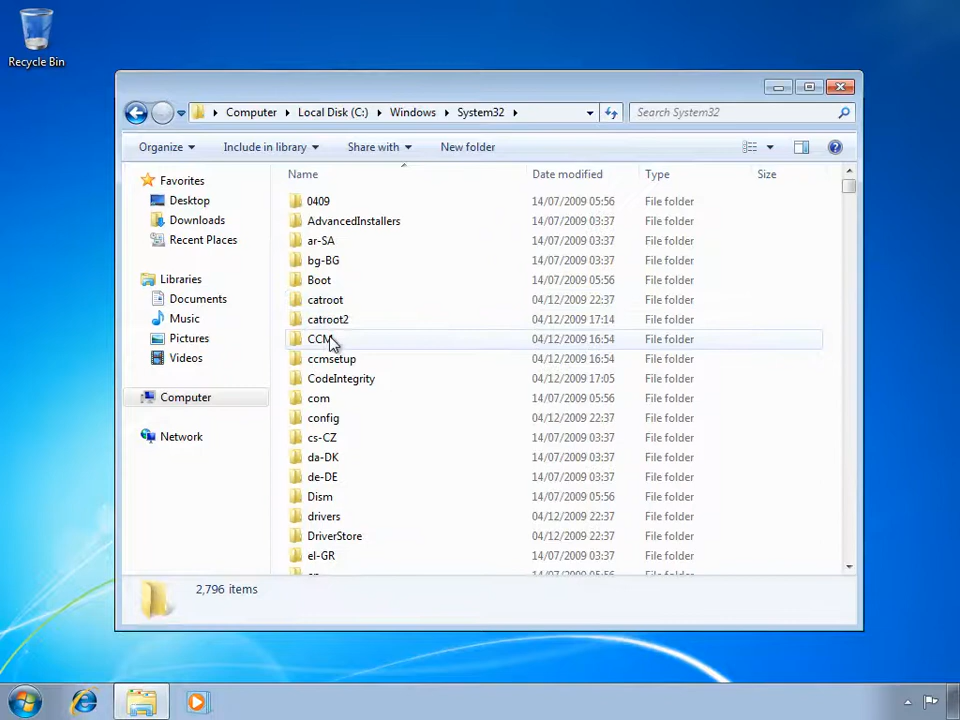 Recycle Bin
Computer Local Disk (C:) Windows System32 Search System32
Organize Include in library Share with New folder
Name Date modified Type Size
Favorites
Desktop
Downloads
Recent Places
Libraries
Documents
Music
Pictures
Videos
Computer
Network
0409 14/07/2009 05:56 File folder
AdvancedInstallers 14/07/2009 03:37 File folder
ar-SA 14/07/2009 03:37 File folder
bg-BG 14/07/2009 03:37 File folder
Boot 14/07/2009 05:56 File folder
catroot 04/12/2009 22:37 File folder
catroot2 04/12/2009 17:14 File folder
CCM 04/12/2009 16:54 File folder
ccmsetup 04/12/2009 16:54 File folder
CodeIntegrity 04/12/2009 17:05 File folder
com 14/07/2009 05:56 File folder
config 04/12/2009 22:37 File folder
cs-CZ 14/07/2009 03:37 File folder
da-DK 14/07/2009 03:37 File folder
de-DE 14/07/2009 03:37 File folder
Dism 14/07/2009 05:56 File folder
drivers 04/12/2009 22:37 File folder
DriverStore 04/12/2009 22:37 File folder
el-GR 14/07/2009 03:37 File folder
2,796 items